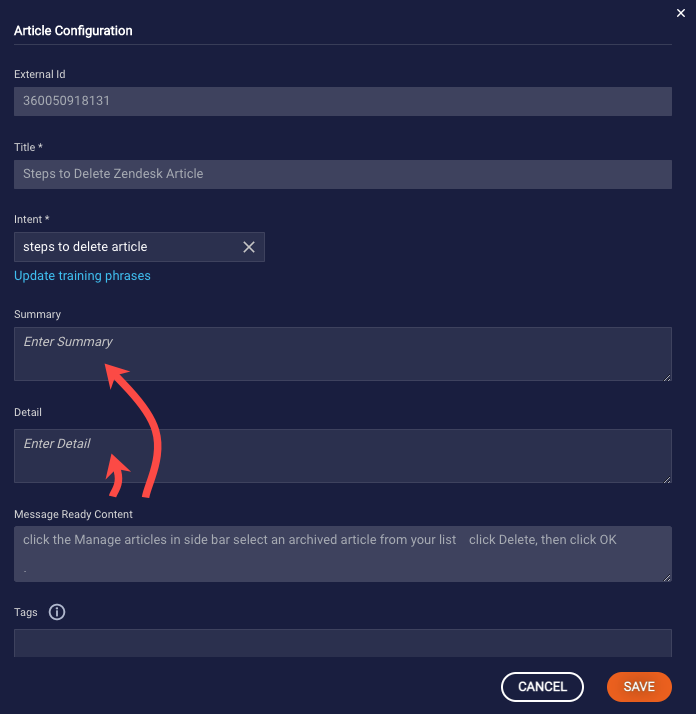 Article Configuration
External Id
360050918131
Title *
Steps to Delete Zendesk Article
Intent *
steps to delete article
Update training phrases
Summary
Enter Summary
Detail
Enter Detail
Message Ready Content
click the Manage articles in side bar select an archived article from your list    click Delete, then click OK
.
Tags
CANCEL
SAVE